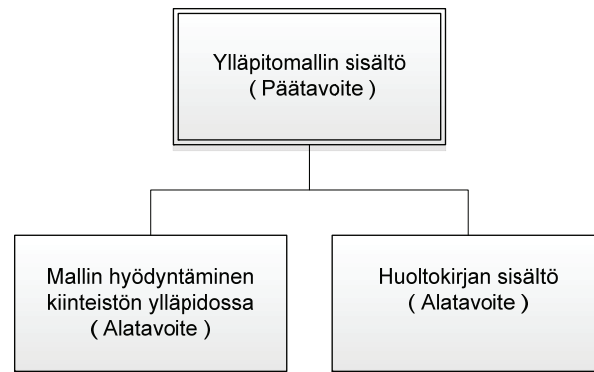 Ylläpitomallin sisältö
( Päätavoite )
Mallin hyödyntäminen
kiinteistön ylläpidossa
( Alatavoite )
Huoltokirjan sisältö
( Alatavoite )